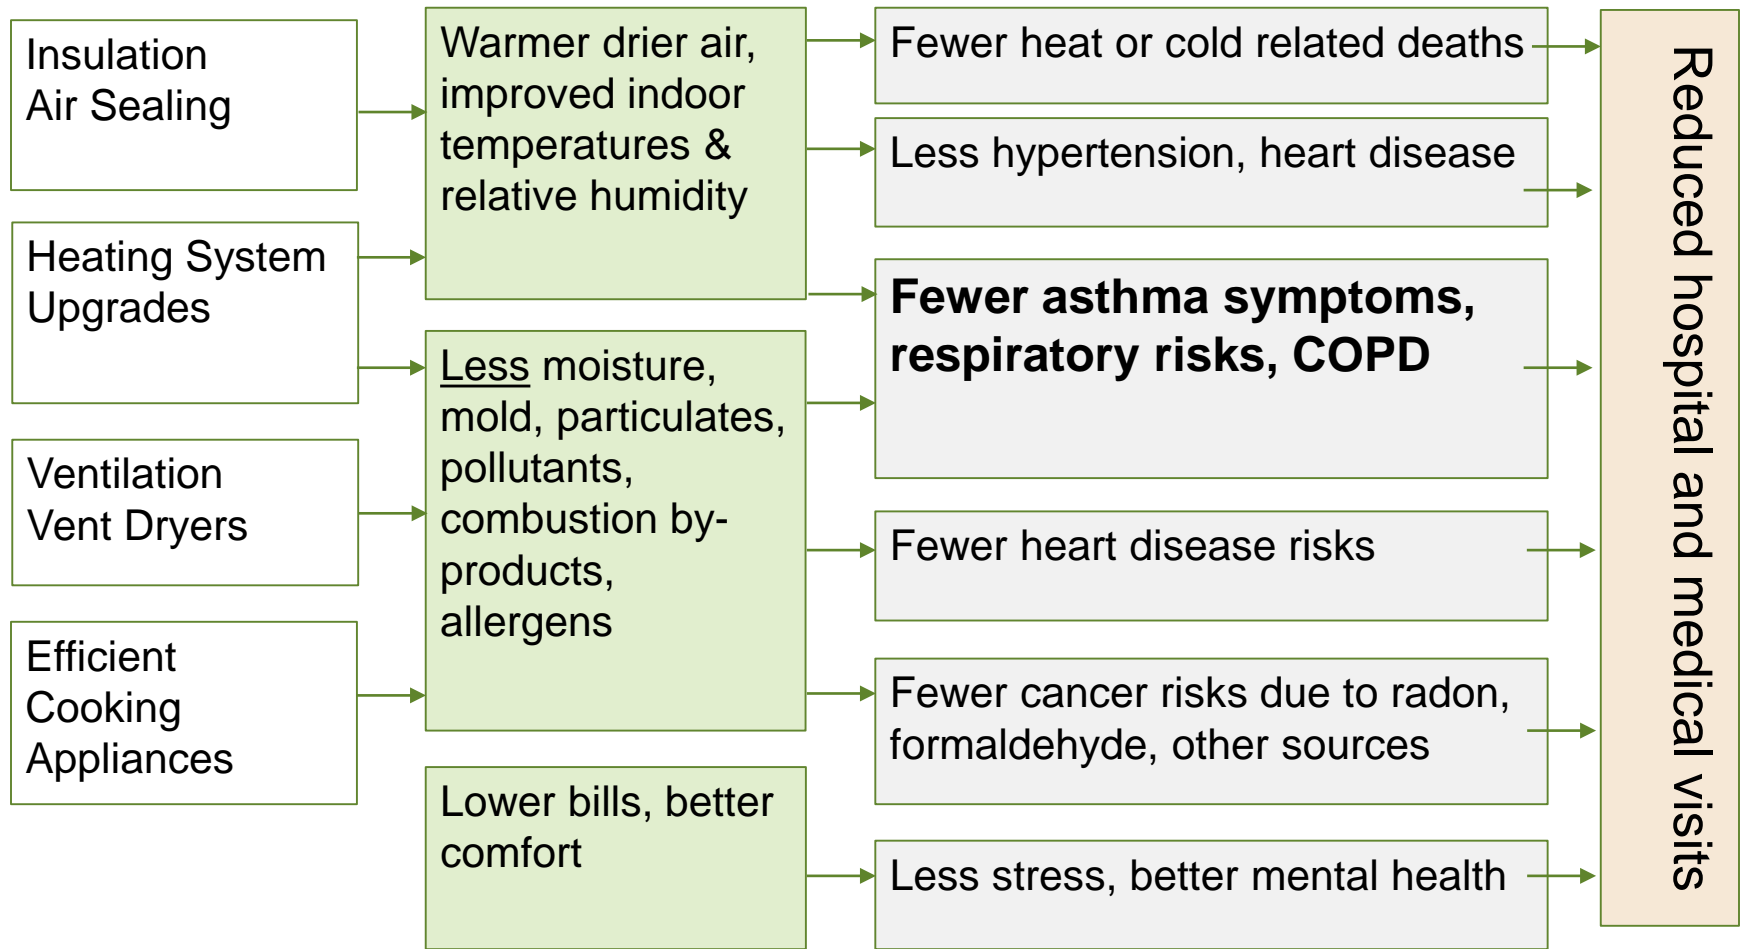 Insulation
Air Sealing
Heating System
Upgrades
Ventilation
Vent Dryers
Efficient
Cooking
Appliances
Warmer drier air,
improved indoor
temperatures &
relative humidity
Less moisture,
mold, particulates,
pollutants,
combustion by-
products,
allergens
Lower bills, better
comfort
Fewer heat or cold related deaths
Less hypertension, heart disease
Fewer asthma symptoms,
respiratory risks, COPD
Fewer heart disease risks
Fewer cancer risks due to radon,
formaldehyde, other sources
Less stress, better mental health
Reduced hospital and medical visits